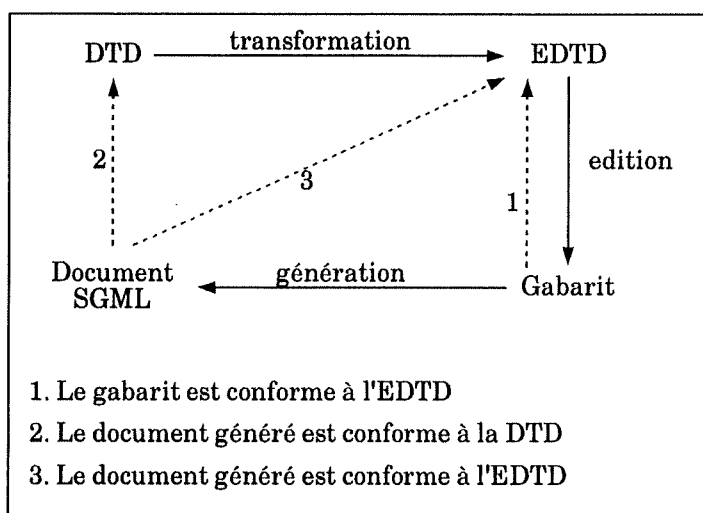 transformation
DTD
EDTD
2
3
1
edition
Document
SGML
génération
Gabarit
1. Le gabarit est conforme à l'EDTD
2. Le document généré est conforme à la DTD
3. Le document généré est conforme à l'EDTD